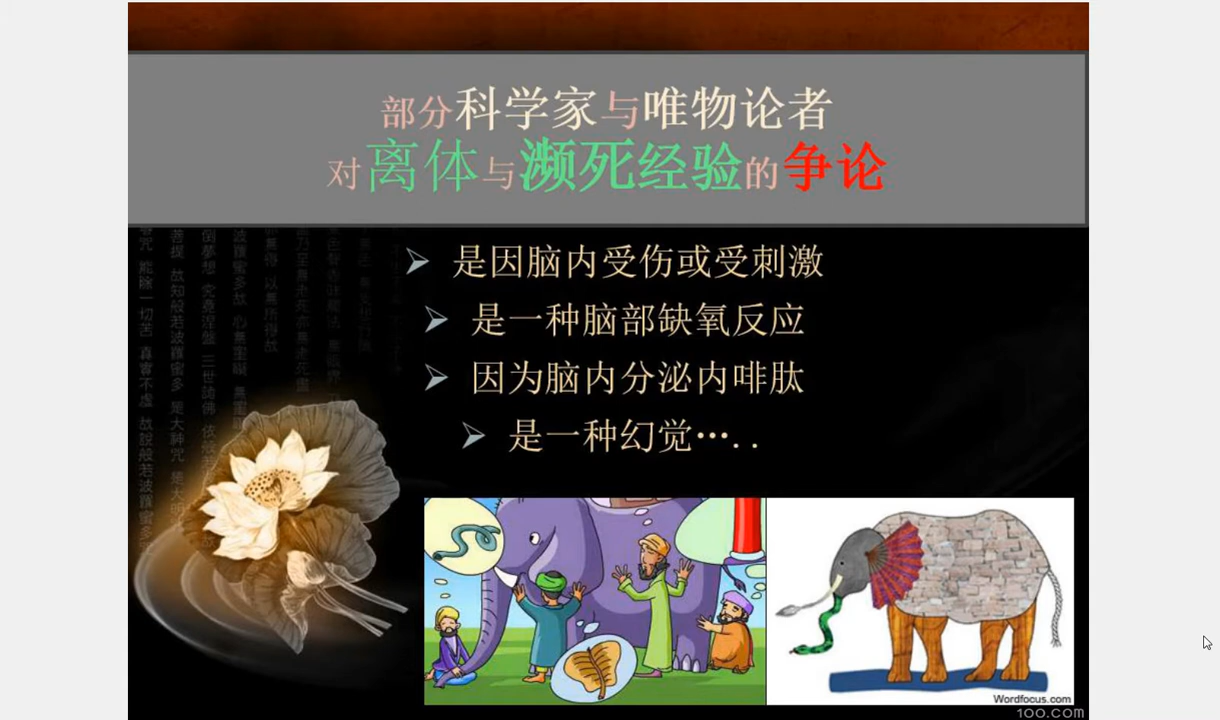 部分科学家与唯物论者
对离体与濒死经验的争论
是因脑内受伤或受刺激
是一种脑部缺氧反应
因为脑内分泌内啡肽
是一种幻觉…..
Wordfocus.com
100.com